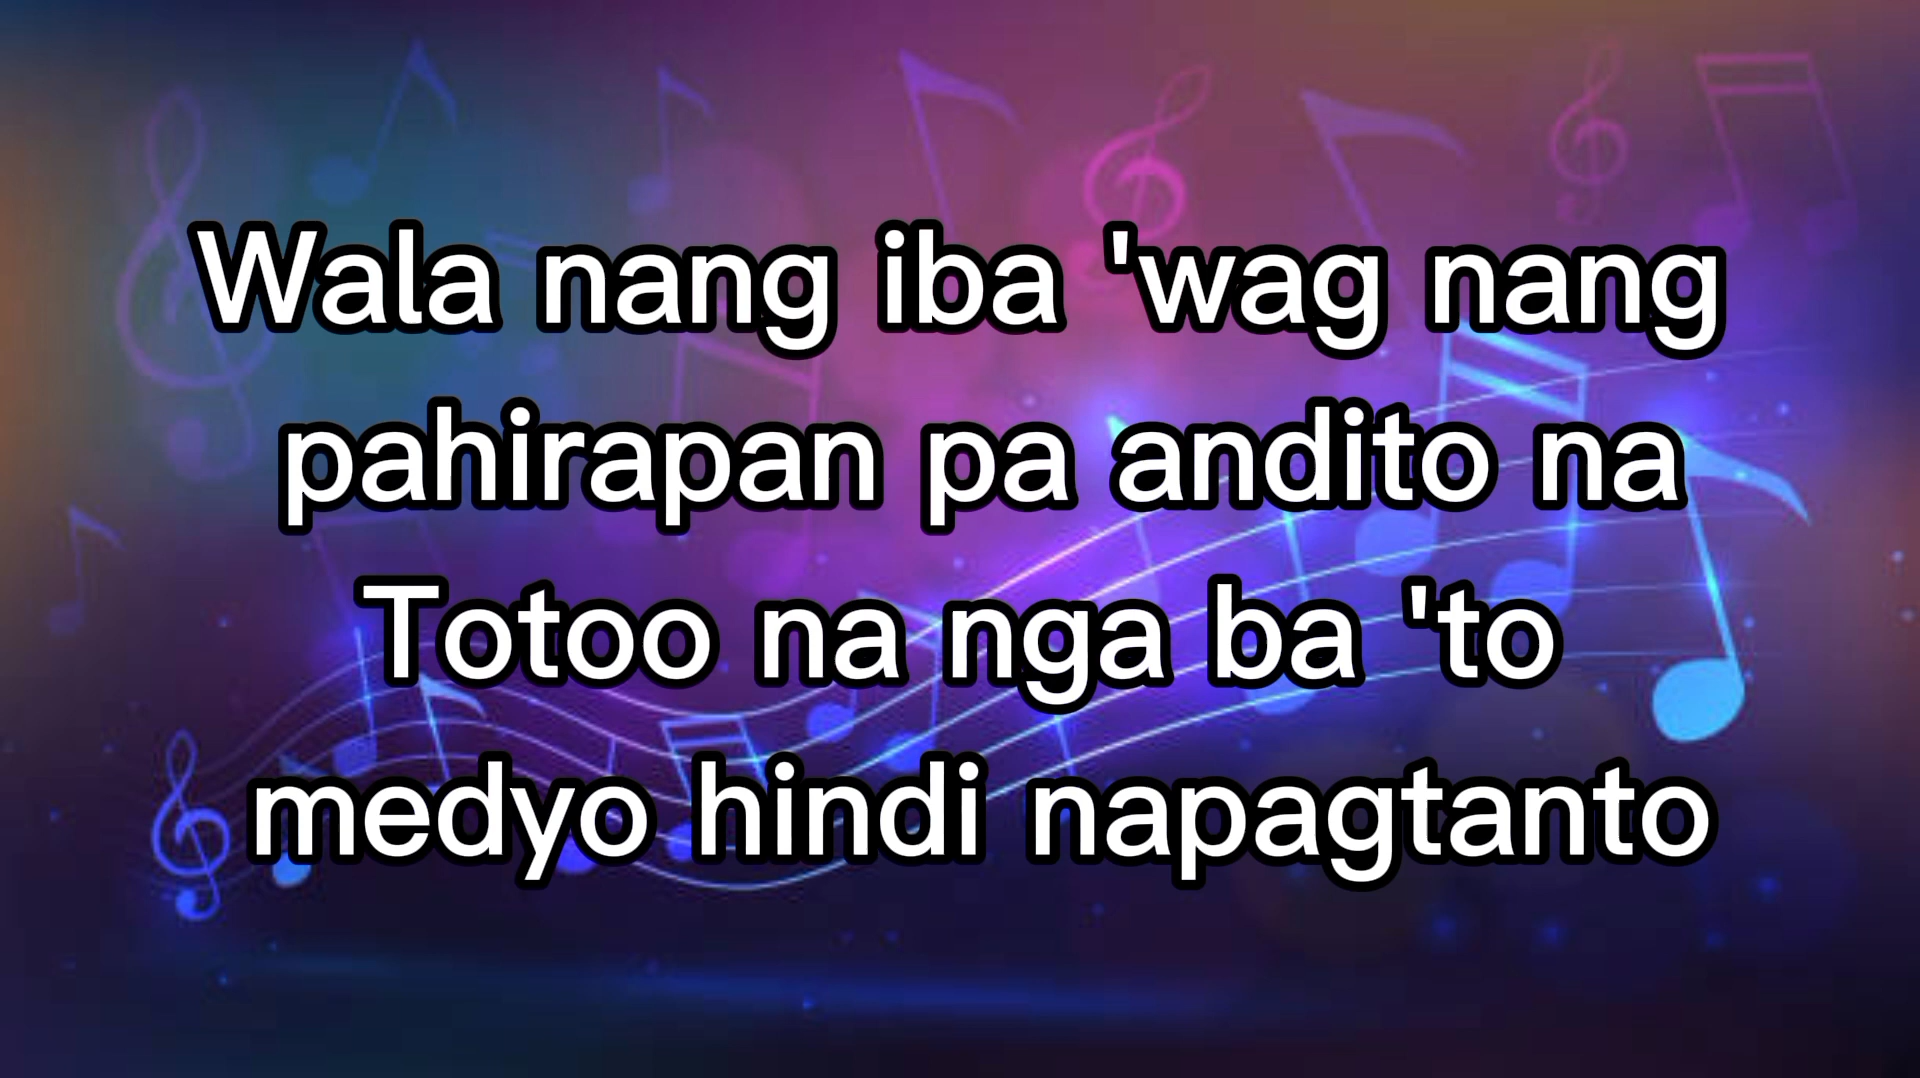 Wala nang iba 'wag nang
pahirapan pa andito na
Totoo na nga ba 'to
medyo hindi napagtanto